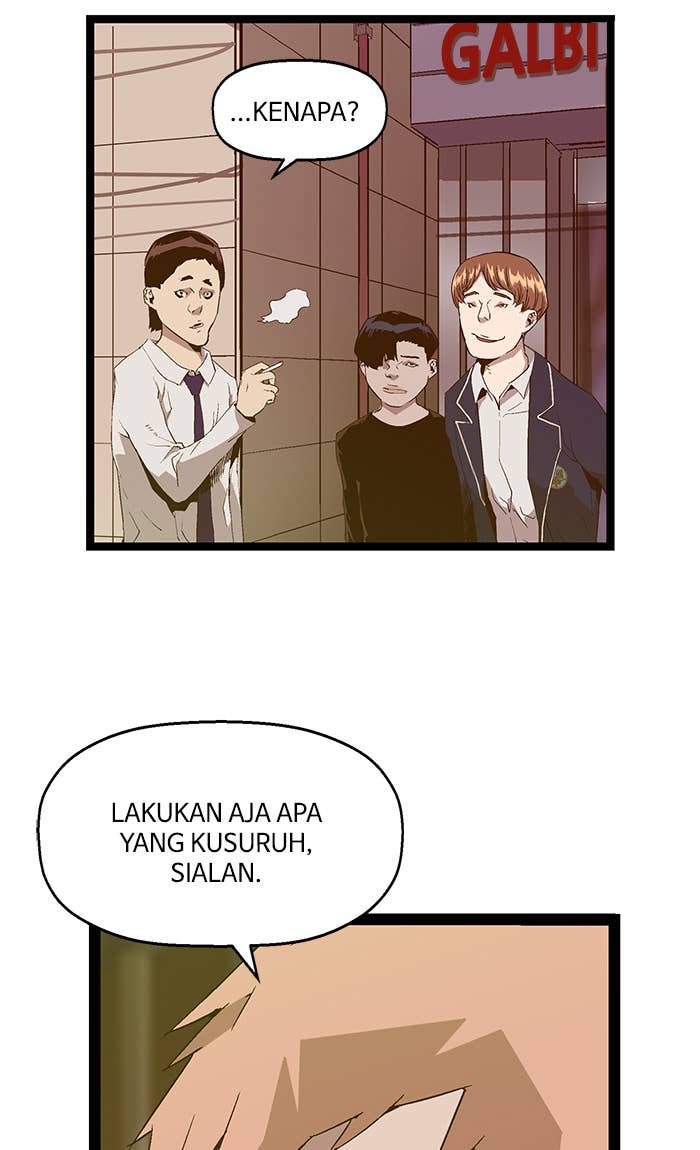 GALBI
...KENAPA?
LAKUKAN AJA APA
YANG KUSURUH,
SIALAN.